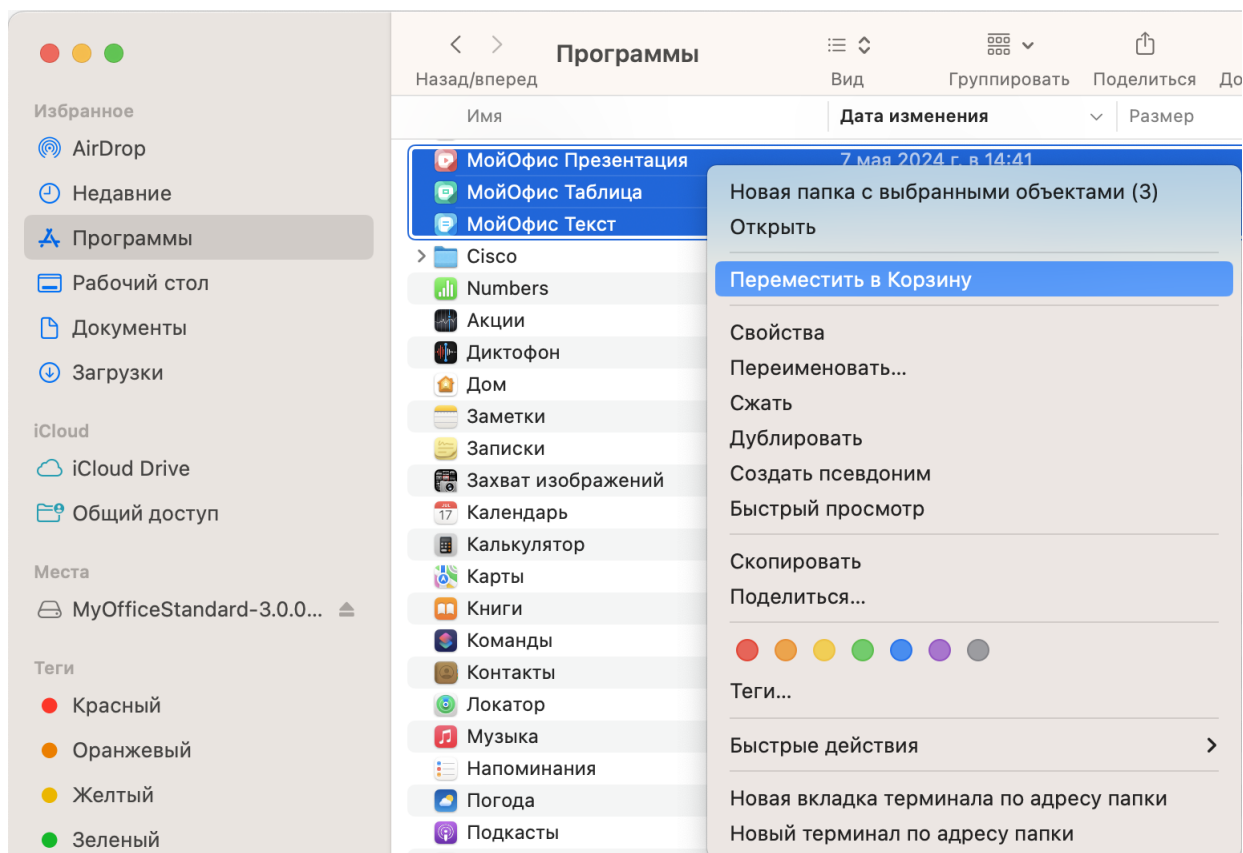 Программы
Назад/вперед
Вид
Группировать
Поделиться
До
Избранное
AirDrop
Недавние
Программы
Рабочий стол
Документы
Загрузки
iCloud
iCloud Drive
Общий доступ
Места
MyOfficeStandard-3.0.0...
Теги
Красный
Оранжевый
Желтый
Зеленый
Имя
Дата изменения
Размер
МойОфис Презентация
7 мая 2024 г. в 14:41
МойОфис Таблица
МойОфис Текст
Cisco
Numbers
Акции
Диктофон
Дом
Заметки
Записки
Захват изображений
Календарь
Калькулятор
Карты
Книги
Команды
Контакты
Локатор
Музыка
Напоминания
Погода
Подкасты
Новая папка с выбранными объектами (3)
Открыть
Переместить в Корзину
Свойства
Переименовать...
Сжать
Дублировать
Создать псевдоним
Быстрый просмотр
Скопировать
Поделиться...
Теги...
Быстрые действия
Новая вкладка терминала по адресу папки
Новый терминал по адресу папки